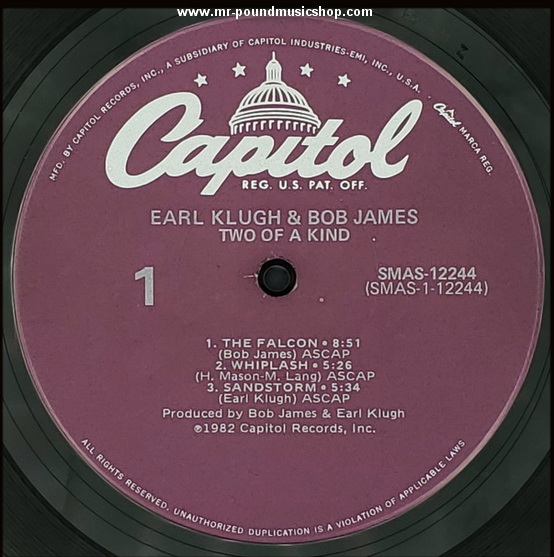 www.mr-poundmusicshop.com
MFD. BY CAPITOL RECORDS, INC., A SUBSIDIARY OF CAPITOL INDUSTRIES-EMI, INC., U.S.A.
Capitol MARCA REG.
Capitol
REG. U.S. PAT. OFF.
EARL KLUGH & BOB JAMES
TWO OF A KIND
1
SMAS-12244
(SMAS-1-12244)
1. THE FALCON • 8:51
(Bob James) ASCAP
2. WHIPLASH • 5:26
(H. Mason-M. Lang) ASCAP
3. SANDSTORM • 5:34
(Earl Klugh) ASCAP
Produced by Bob James & Earl Klugh
℗1982 Capitol Records, Inc.
ALL RIGHTS RESERVED. UNAUTHORIZED DUPLICATION IS A VIOLATION OF APPLICABLE LAWS